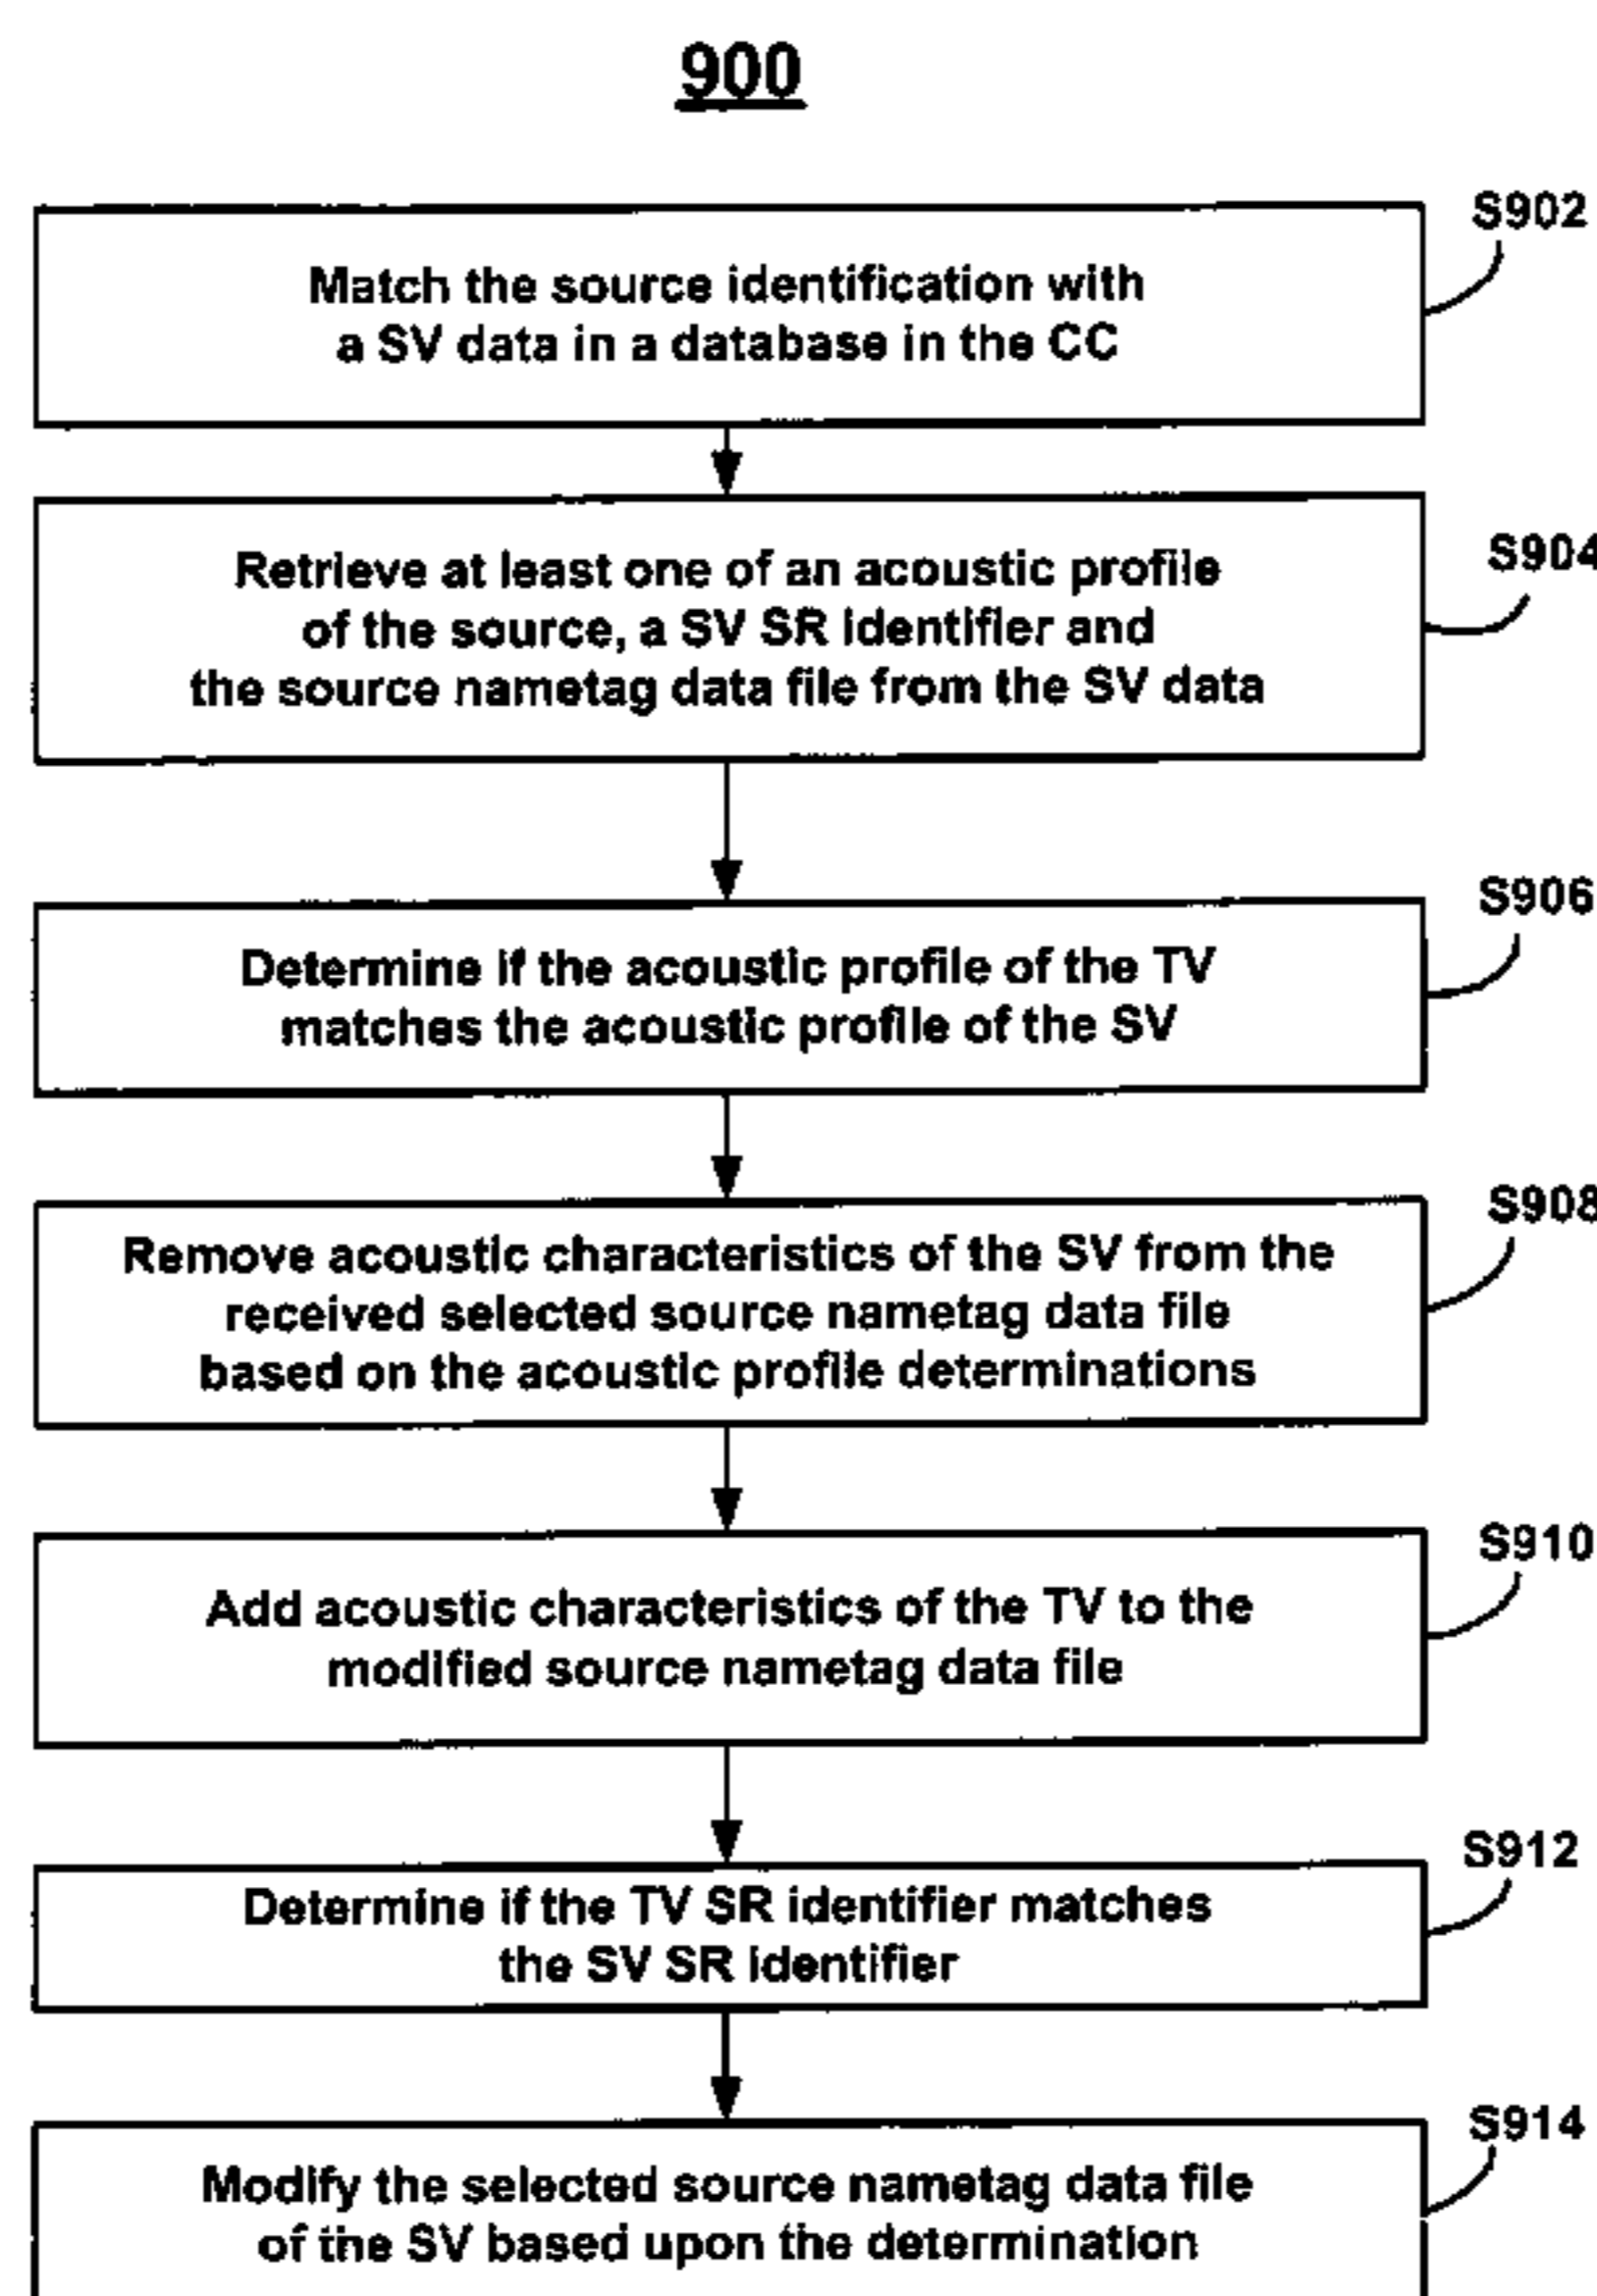 900
S902
Match the source identification with
a SV data in a database in the CC
S904
Retrieve at least one of an acoustic profile
of the source, a SV SR identifier and
the source nametag data file from the SV data
S906
Determine if the acoustic profile of the TV
matches the acoustic profile of the SV
S908
Remove acoustic characteristics of the SV from the
received selected source nametag data file
based on the acoustic profile determinations
S910
Add acoustic characteristics of the TV to the
modified source nametag data file
S912
Determine if the TV SR identifier matches
the SV SR identifier
S914
Modify the selected source nametag data file
of the SV based upon the determination